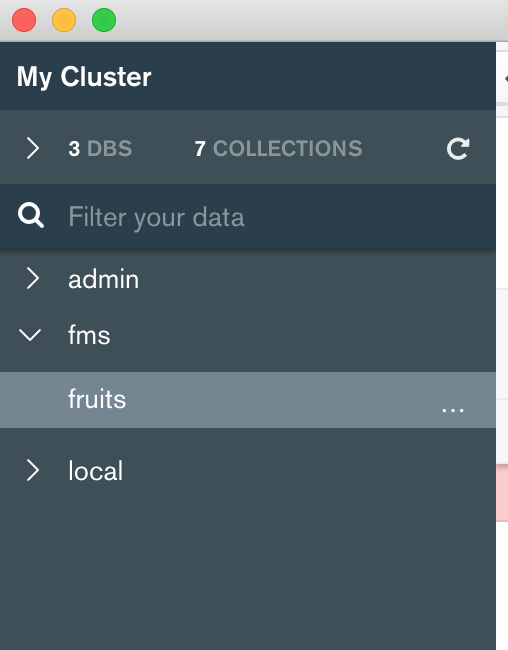 My Cluster
3 DBS 7 COLLECTIONS
Filter your data
admin
fms
fruits ...
local